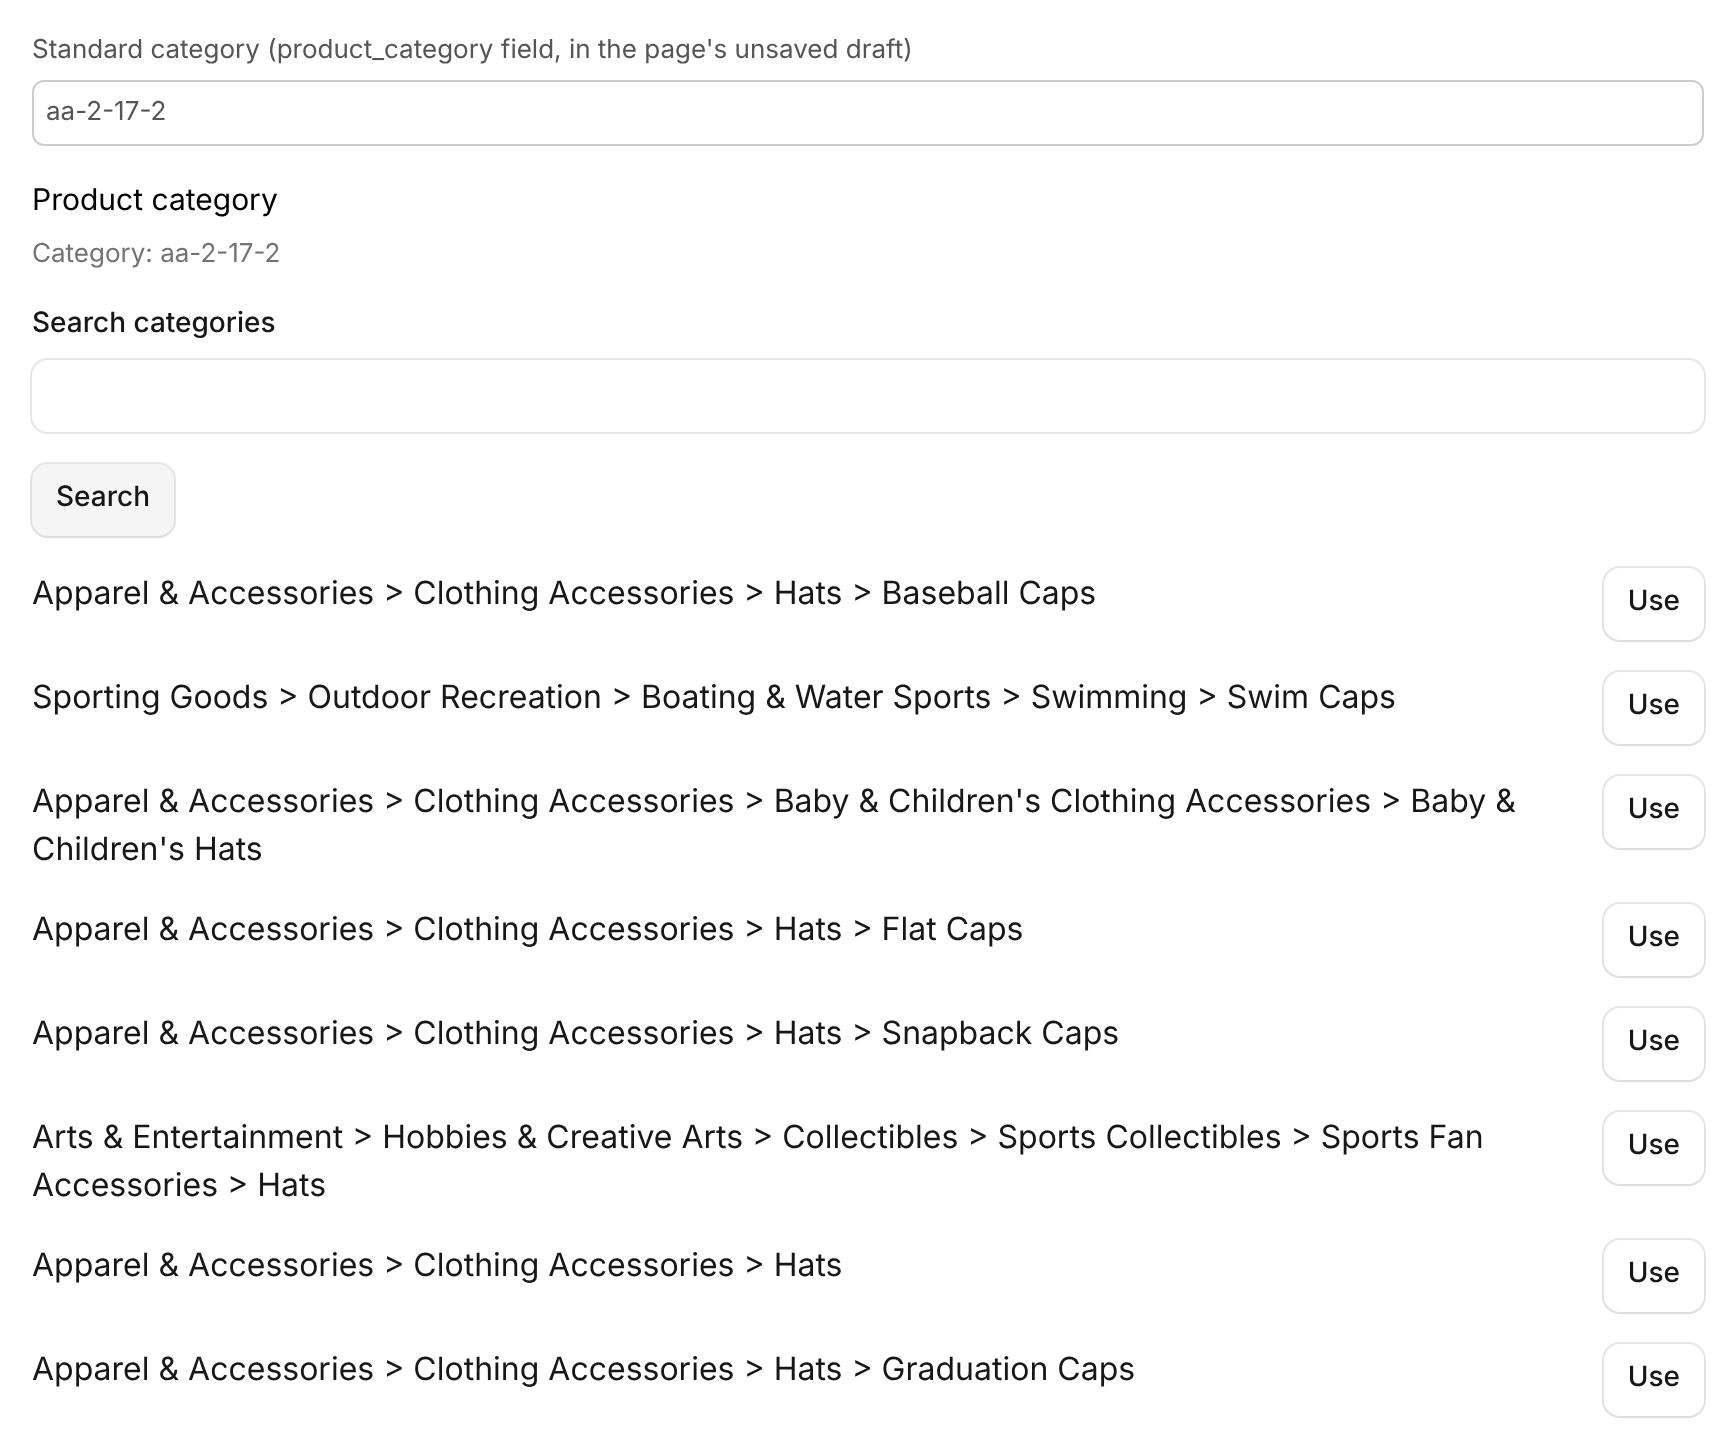 Standard category (product_category field, in the page's unsaved draft)
aa-2-17-2
Product category
Category: aa-2-17-2
Search categories
Search
Apparel & Accessories > Clothing Accessories > Hats > Baseball Caps
Use
Sporting Goods > Outdoor Recreation > Boating & Water Sports > Swimming > Swim Caps
Use
Apparel & Accessories > Clothing Accessories > Baby & Children's Clothing Accessories > Baby &
Children's Hats
Use
Apparel & Accessories > Clothing Accessories > Hats > Flat Caps
Use
Apparel & Accessories > Clothing Accessories > Hats > Snapback Caps
Use
Arts & Entertainment > Hobbies & Creative Arts > Collectibles > Sports Collectibles > Sports Fan
Accessories > Hats
Use
Apparel & Accessories > Clothing Accessories > Hats
Use
Apparel & Accessories > Clothing Accessories > Hats > Graduation Caps
Use